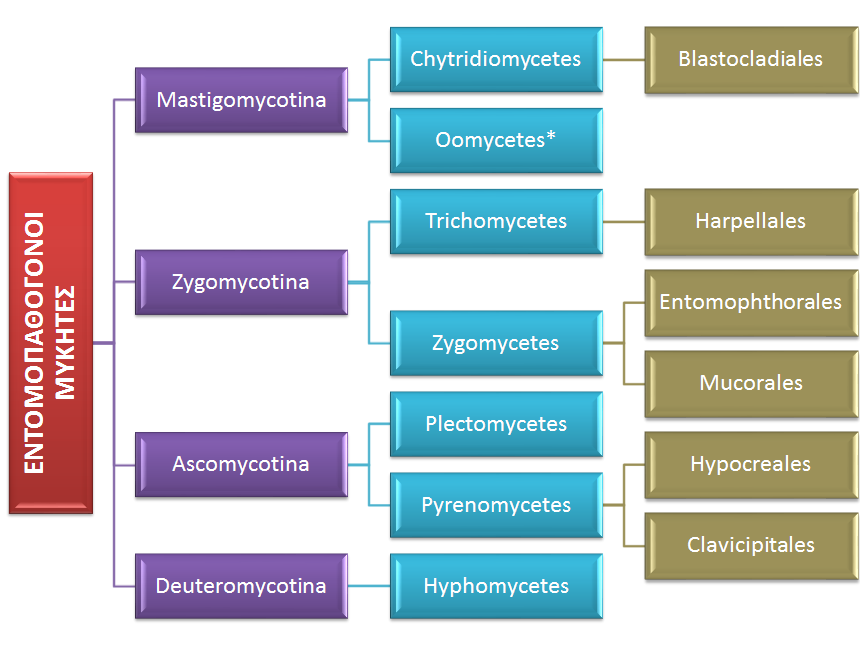 ΕΝΤΟΜΟΠΑΘΟΓΟΝΟΙ
ΜΥΚΗΤΕΣ
Mastigomycotina
Chytridiomycetes
Blastocladiales
Oomycetes*
Zygomycotina
Trichomycetes
Harpellales
Zygomycetes
Entomophthorales
Mucorales
Ascomycotina
Plectomycetes
Pyrenomycetes
Hypocreales
Clavicipitales
Deuteromycotina
Hyphomycetes